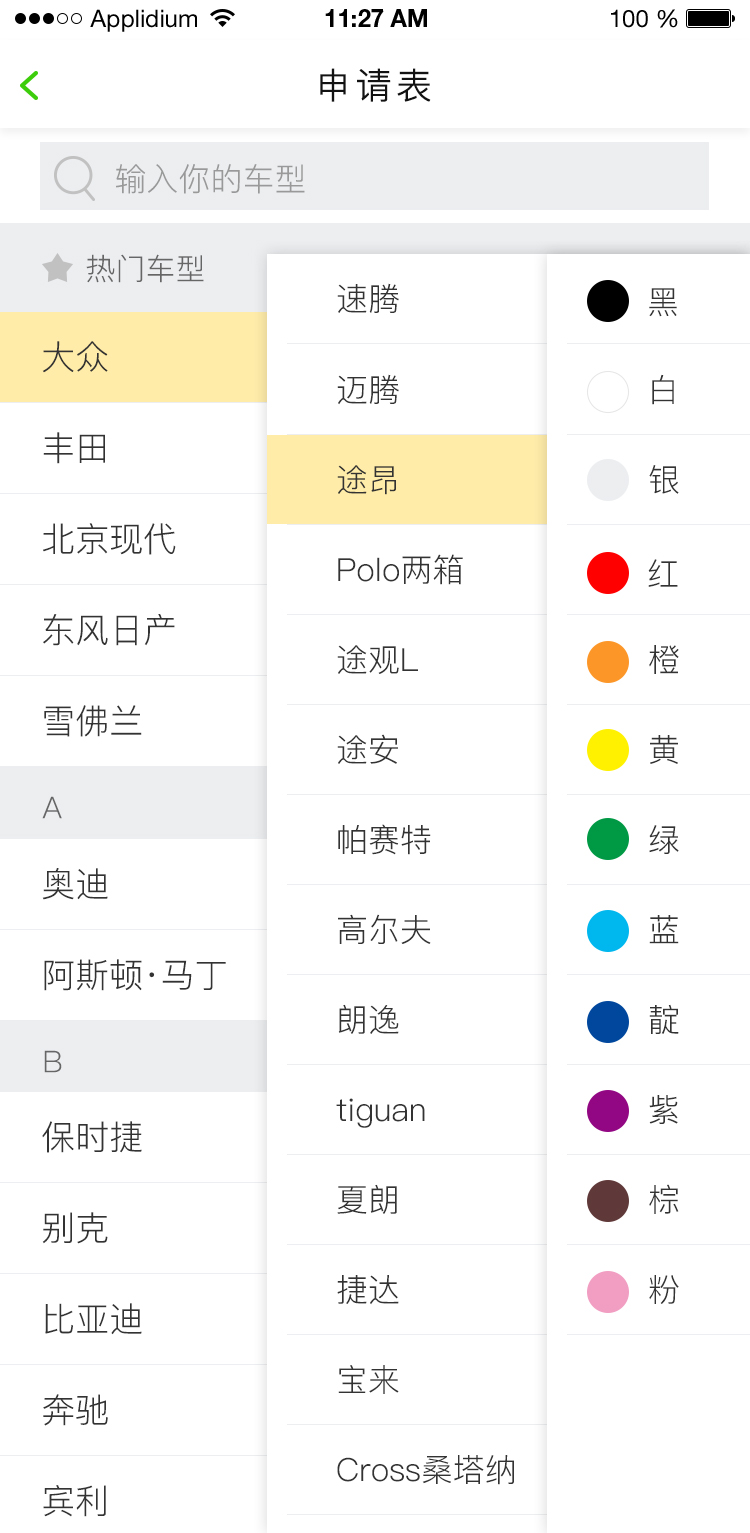 Applidium 11:27 AM 100 %
申请表
输入你的车型
热门车型
大众
丰田
北京现代
东风日产
雪佛兰
A
奥迪
阿斯顿·马丁
B
保时捷
别克
比亚迪
奔驰
宾利
速腾
迈腾
途昂
Polo两箱
途观L
途安
帕赛特
高尔夫
朗逸
tiguan
夏朗
捷达
宝来
Cross桑塔纳
黑
白
银
红
橙
黄
绿
蓝
靛
紫
棕
粉